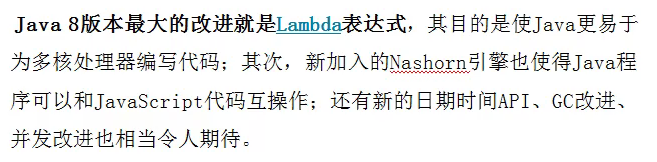 Java 8版本最大的改进就是Lambda表达式，其目的是使Java更易于
为多核处理器编写代码；其次，新加入的Nashorn引擎也使得Java程
序可以和JavaScript代码互操作；还有新的日期时间API、GC改进、
并发改进也相当令人期待。